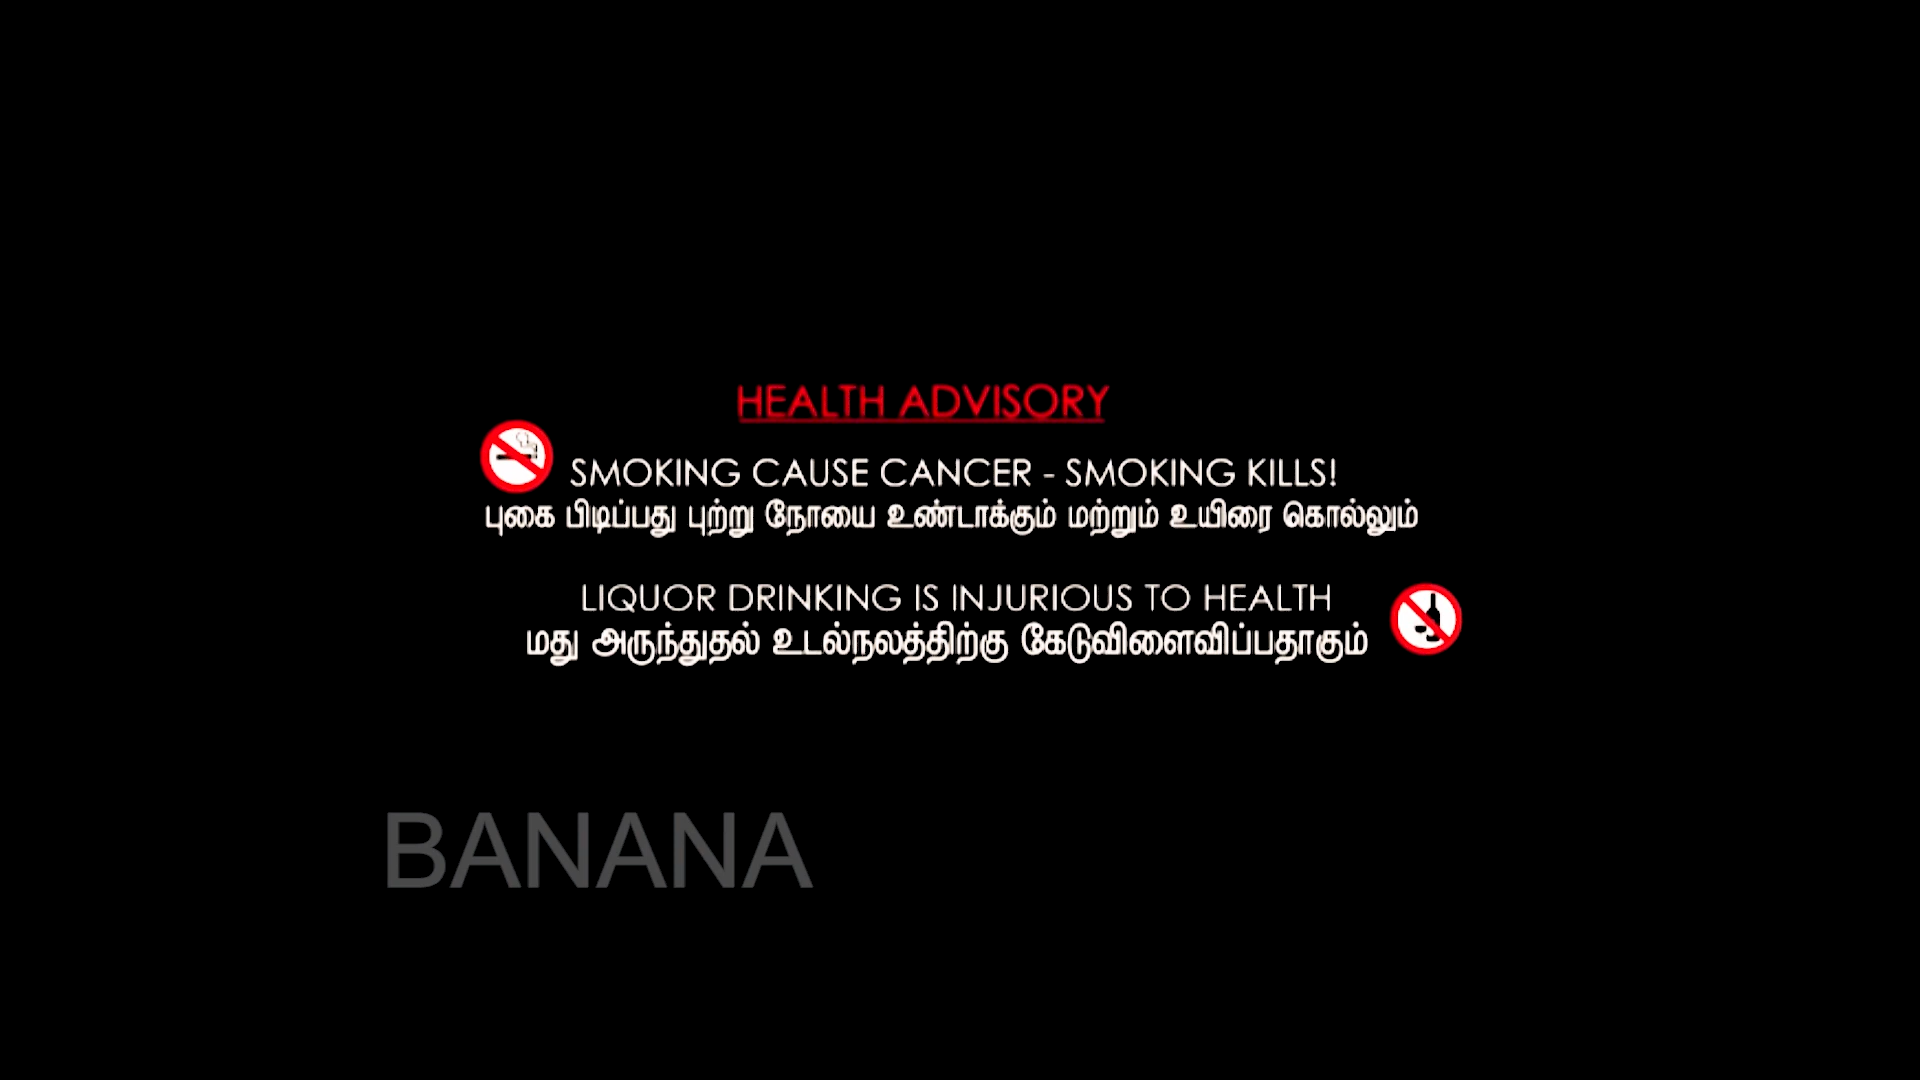 HEALTH ADVISORY
SMOKING CAUSE CANCER - SMOKING KILLS!
புகை பிடிப்பது புற்று நோயை உண்டாக்கும் மற்றும் உயிரை கொல்லும்
LIQUOR DRINKING IS INJURIOUS TO HEALTH
மது அருந்துதல் உடல்நலத்திற்கு கேடுவிளைவிப்பதாகும்
BANANA